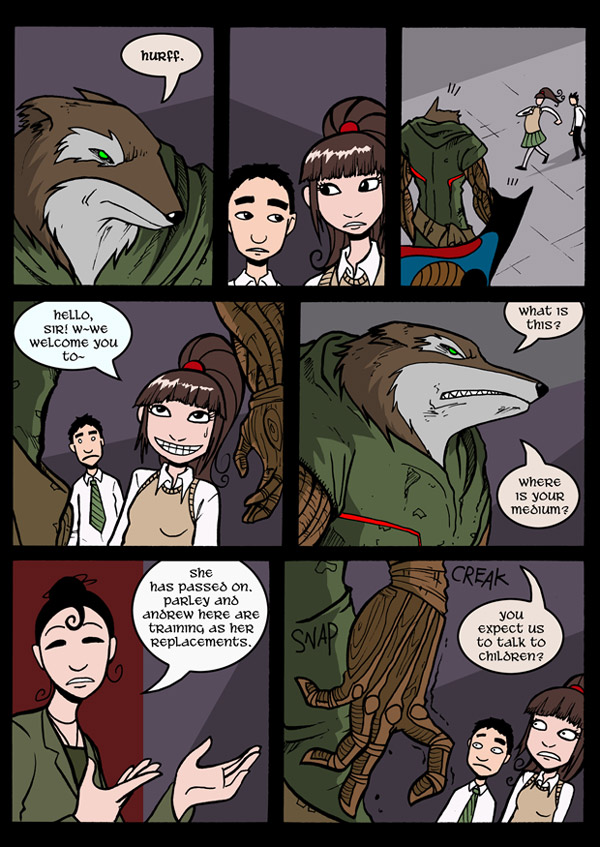 hurff.
hello,
sir! w-we
welcome you
to-
what is
this?
where
is your
medium?
she
has passed on.
parley and
andrew here are
training as her
replacements.
CREAK
SNAP
you
expect us
to talk to
children?